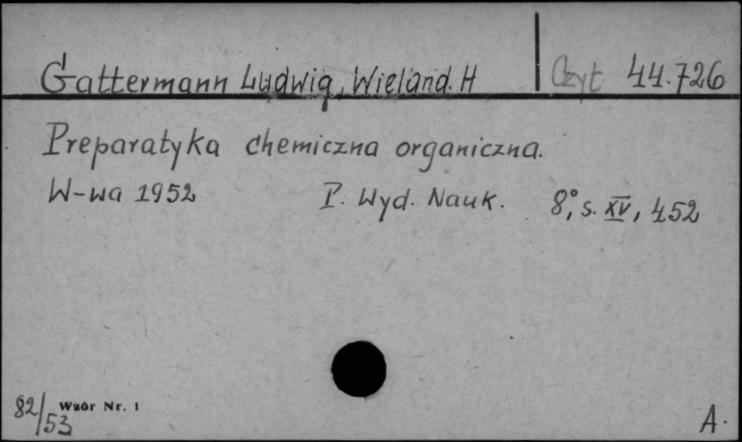 Gattermann Ludwig, Wieland. H Czyt 44.726
Preparatyka chemiczna organiczna.
W-wa 1952 P. Wyd. Nauk. 8°, s. XV, 452
82/53 Wzór Nr. 1 A.